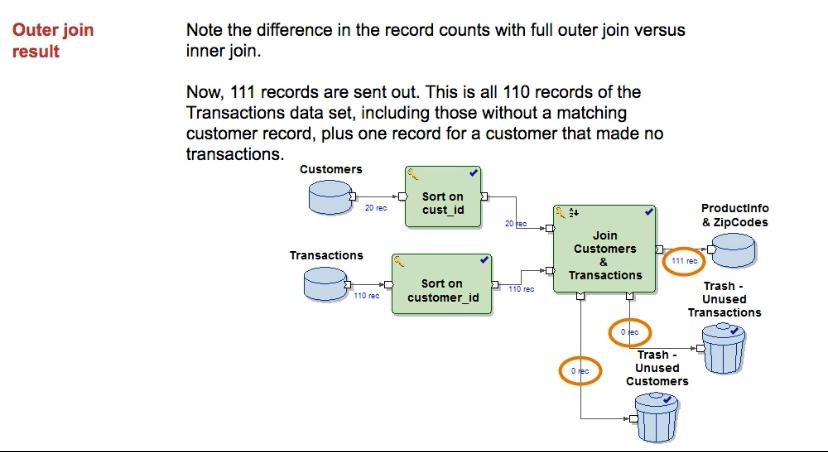 Outer join
result
Note the difference in the record counts with full outer join versus
inner join.
Now, 111 records are sent out. This is all 110 records of the
Transactions data set, including those without a matching
customer record, plus one record for a customer that made no
transactions.
Customers
20 rec
Sort on
cust_id
20 rec
Transactions
110 rec
Sort on
customer_id
110 rec
Join
Customers
&
Transactions
111 rec
ProductInfo
& ZipCodes
0 rec
Trash -
Unused
Transactions
0 rec
Trash -
Unused
Customers